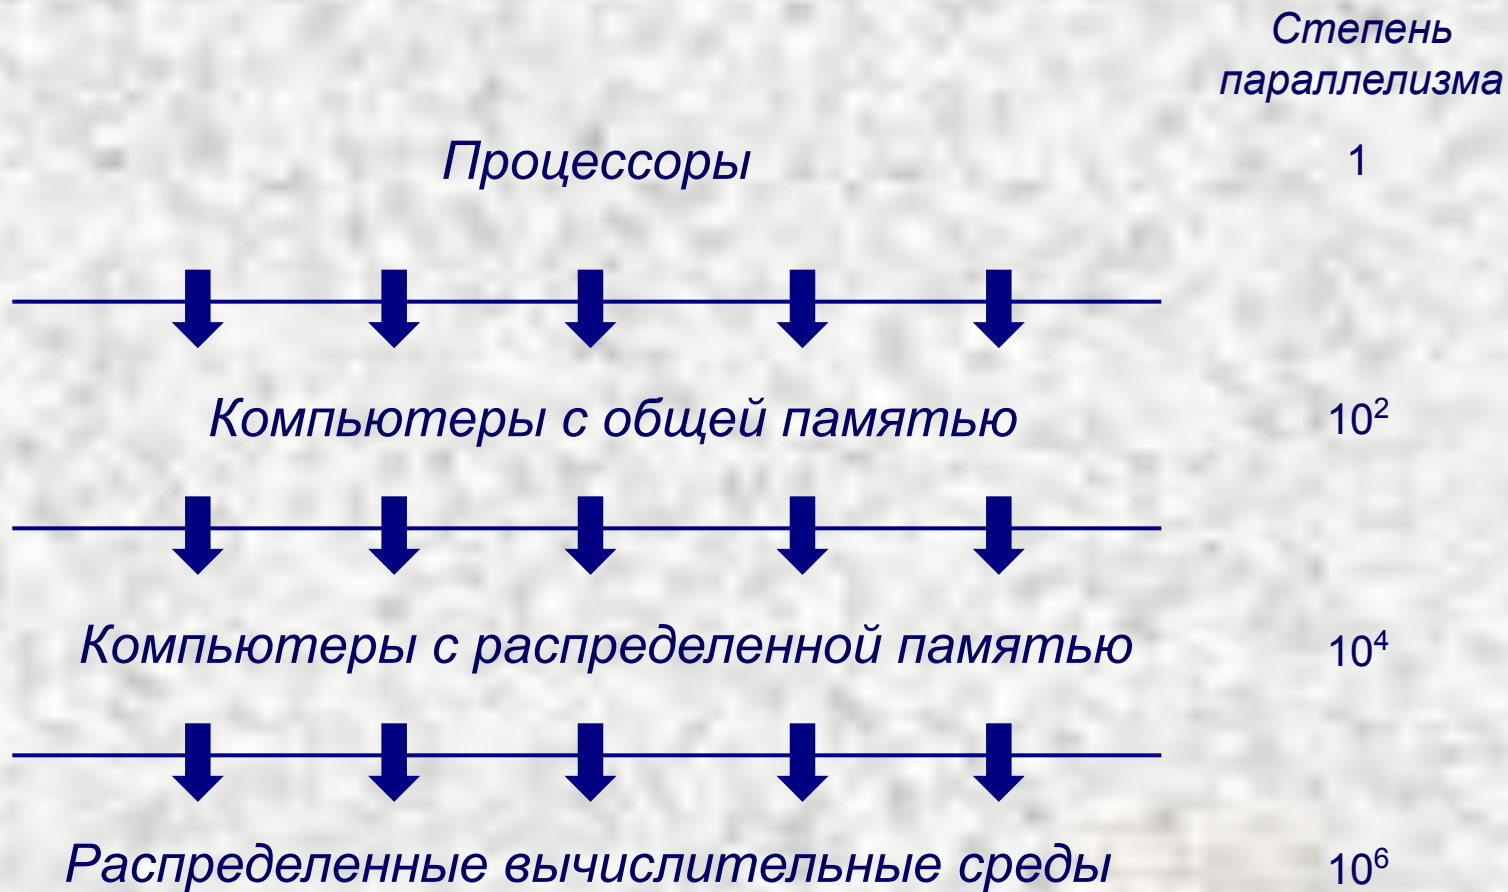 Степень
параллелизма
Процессоры 1
Компьютеры с общей памятью 10²
Компьютеры с распределенной памятью 10⁴
Распределенные вычислительные среды 10⁶